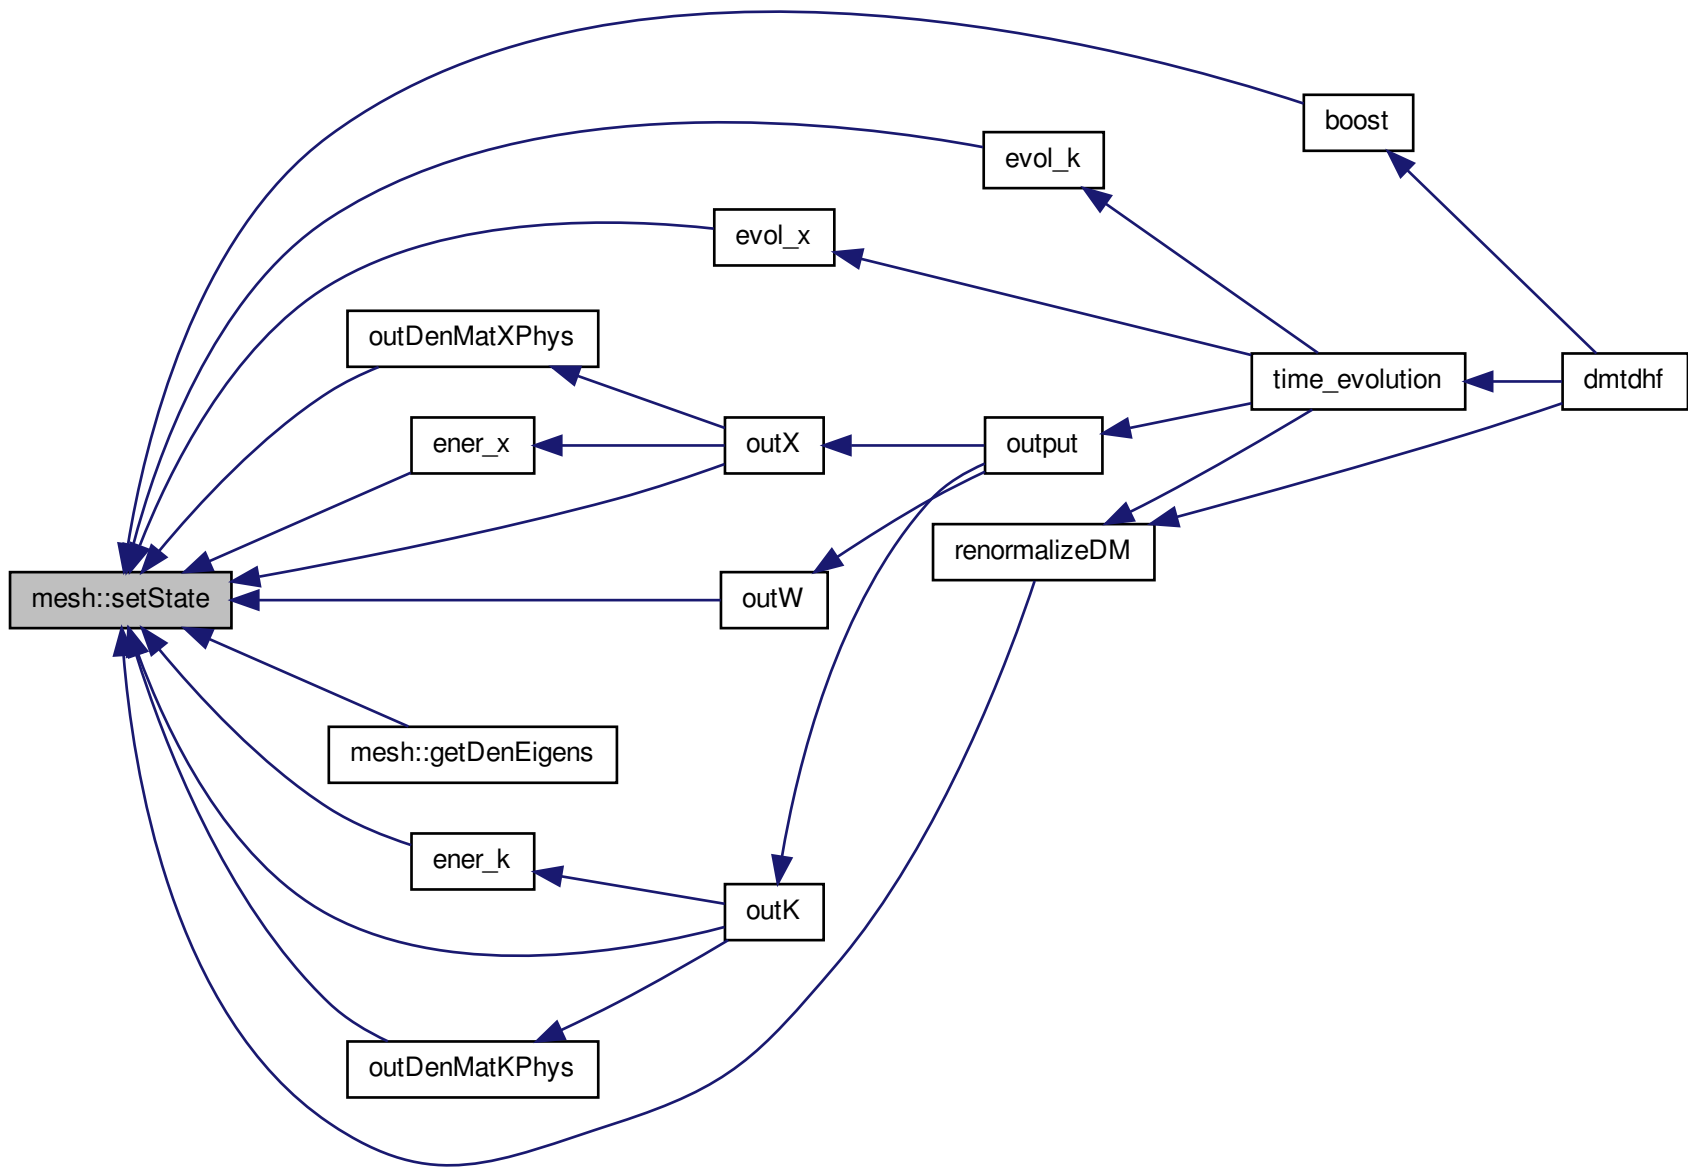 boost
evol_k
evol_x
outDenMatXPhys
time_evolution
dmtdhf
ener_x
outX
output
renormalizeDM
mesh::setState
outW
mesh::getDenEigens
ener_k
outK
outDenMatKPhys